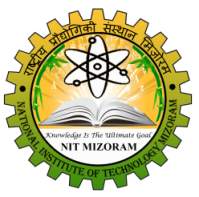 राष्ट्रीय प्रौद्योगिकी संस्थान मिज़ोरम
Knowledge Is The Ultimate Goal
NIT MIZORAM
NATIONAL INSTITUTE OF TECHNOLOGY MIZORAM